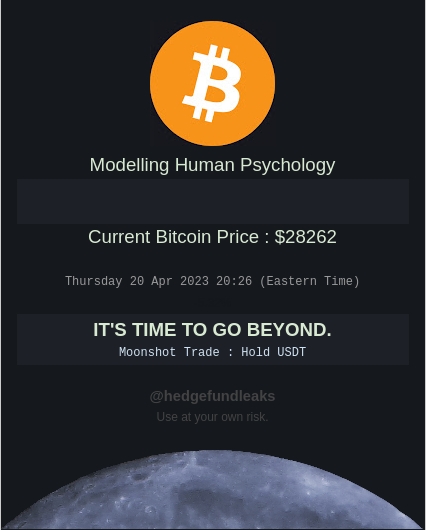 Modelling Human Psychology
Current Bitcoin Price : $28262
Thursday 20 Apr 2023 20:26 (Eastern Time)
IT'S TIME TO GO BEYOND.
Moonshot Trade : Hold USDT
@hedgefundleaks
Use at your own risk.